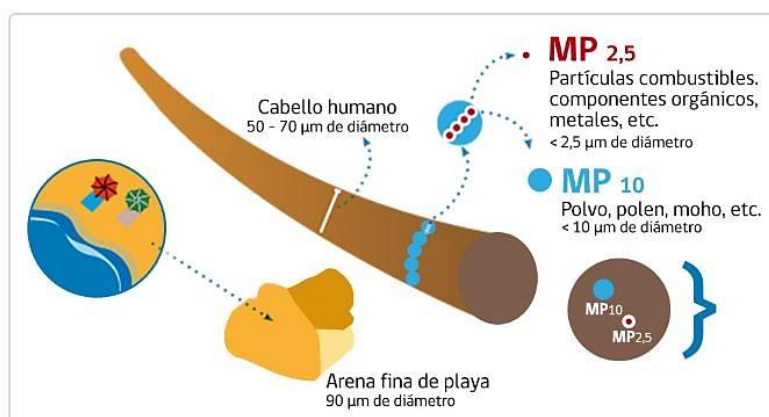 MP 2,5
Partículas combustibles.
componentes orgánicos,
metales, etc.
< 2,5 µm de diámetro
Cabello humano
50 - 70 µm de diámetro
MP 10
Polvo, polen, moho, etc.
< 10 µm de diámetro
MP10
MP2,5
Arena fina de playa
90 µm de diámetro